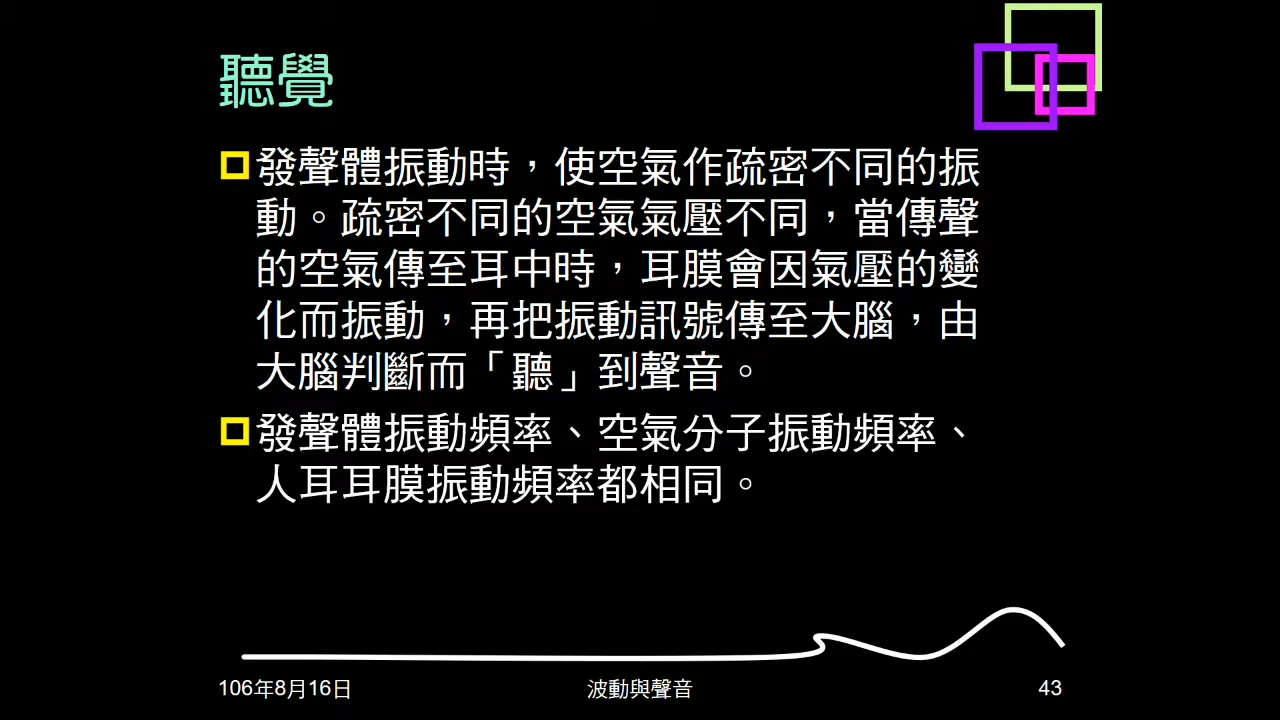 聽覺
發聲體振動時，使空氣作疏密不同的振
動。疏密不同的空氣氣壓不同，當傳聲
的空氣傳至耳中時，耳膜會因氣壓的變
化而振動，再把振動訊號傳至大腦，由
大腦判斷而「聽」到聲音。
發聲體振動頻率、空氣分子振動頻率、
人耳耳膜振動頻率都相同。
106年8月16日
波動與聲音
43